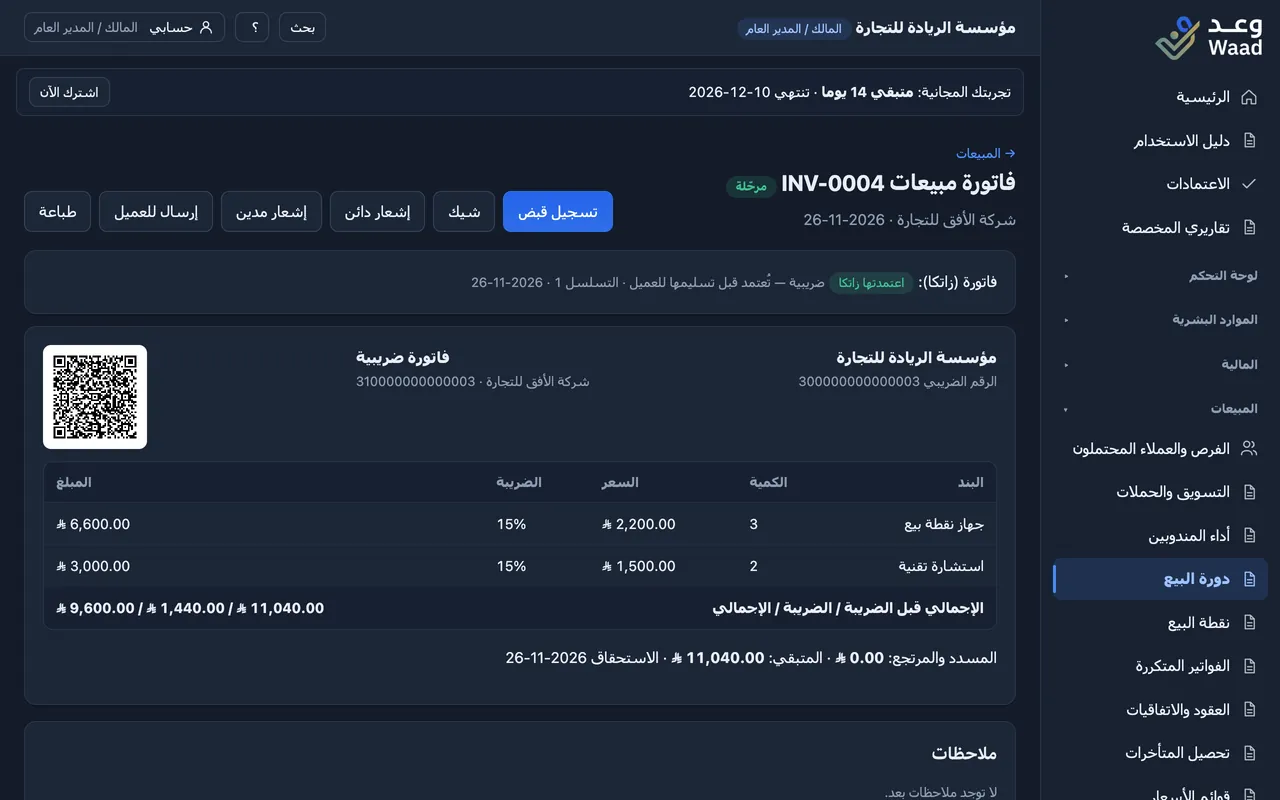 وعد
Waad
الرئيسية
دليل الاستخدام
الاعتمادات
تقاريري المخصصة
لوحة التحكم
الموارد البشرية
المالية
المبيعات
الفرص والعملاء المحتملون
التسويق والحملات
أداء المندوبين
دورة البيع
نقطة البيع
الفواتير المتكررة
العقود والاتفاقيات
تحصيل المتأخرات
قوائم الأسعار
مؤسسة الريادة للتجارة المالك / المدير العام
بحث
؟
حسابي المالك / المدير العام
تجربتك المجانية: متبقي 14 يوما · تنتهي 10-12-2026
اشترك الآن
→ المبيعات
فاتورة مبيعات INV-0004 مرحّلة
شركة الأفق للتجارة · 26-11-2026
تسجيل قبض
شيك
إشعار دائن
إشعار مدين
إرسال للعميل
طباعة
فاتورة (زاتكا): اعتمدتها زاتكا ضريبية — تُعتمد قبل تسليمها للعميل · التسلسل 1 · 26-11-2026
مؤسسة الريادة للتجارة
الرقم الضريبي 300000000000003
فاتورة ضريبية
شركة الأفق للتجارة · 310000000000003
البند الكمية السعر الضريبة المبلغ
جهاز نقطة بيع 3 2,200.00 ⃁ 15% 6,600.00 ⃁
استشارة تقنية 2 1,500.00 ⃁ 15% 3,000.00 ⃁
الإجمالي قبل الضريبة / الضريبة / الإجمالي ⃁ 9,600.00 / ⃁ 1,440.00 / ⃁ 11,040.00
المسدد والمرتجع: 0.00 ⃁ · المتبقي: 11,040.00 ⃁ · الاستحقاق 26-11-2026
ملاحظات
لا توجد ملاحظات بعد.